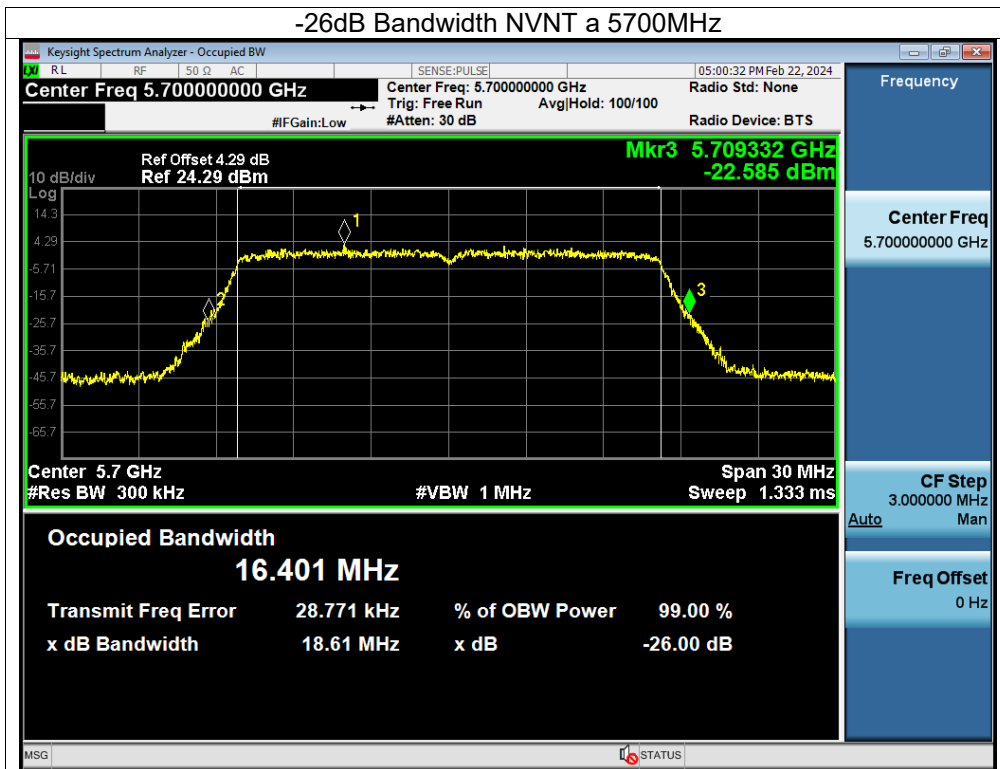 -26dB Bandwidth NVNT a 5700MHz
Keysight Spectrum Analyzer - Occupied BW
LXI RL RF 50 Ω AC SENSE:PULSE 05:00:32 PM Feb 22, 2024
Center Freq 5.700000000 GHz
Center Freq: 5.700000000 GHz
Radio Std: None
Trig: Free Run Avg|Hold: 100/100
#IFGain:Low
#Atten: 30 dB
Radio Device: BTS
Frequency
Mkr3 5.709332 GHz
-22.585 dBm
Ref Offset 4.29 dB
10 dB/div Ref 24.29 dBm
Log
14.3
4.29
-5.71
-15.7
-25.7
-35.7
-45.7
-55.7
-65.7
1
2
3
Center 5.7 GHz Span 30 MHz
#Res BW 300 kHz #VBW 1 MHz Sweep 1.333 ms
Occupied Bandwidth
16.401 MHz
Transmit Freq Error 28.771 kHz % of OBW Power 99.00 %
x dB Bandwidth 18.61 MHz x dB -26.00 dB
Center Freq
5.700000000 GHz
CF Step
3.000000 MHz
Auto Man
Freq Offset
0 Hz
MSG STATUS